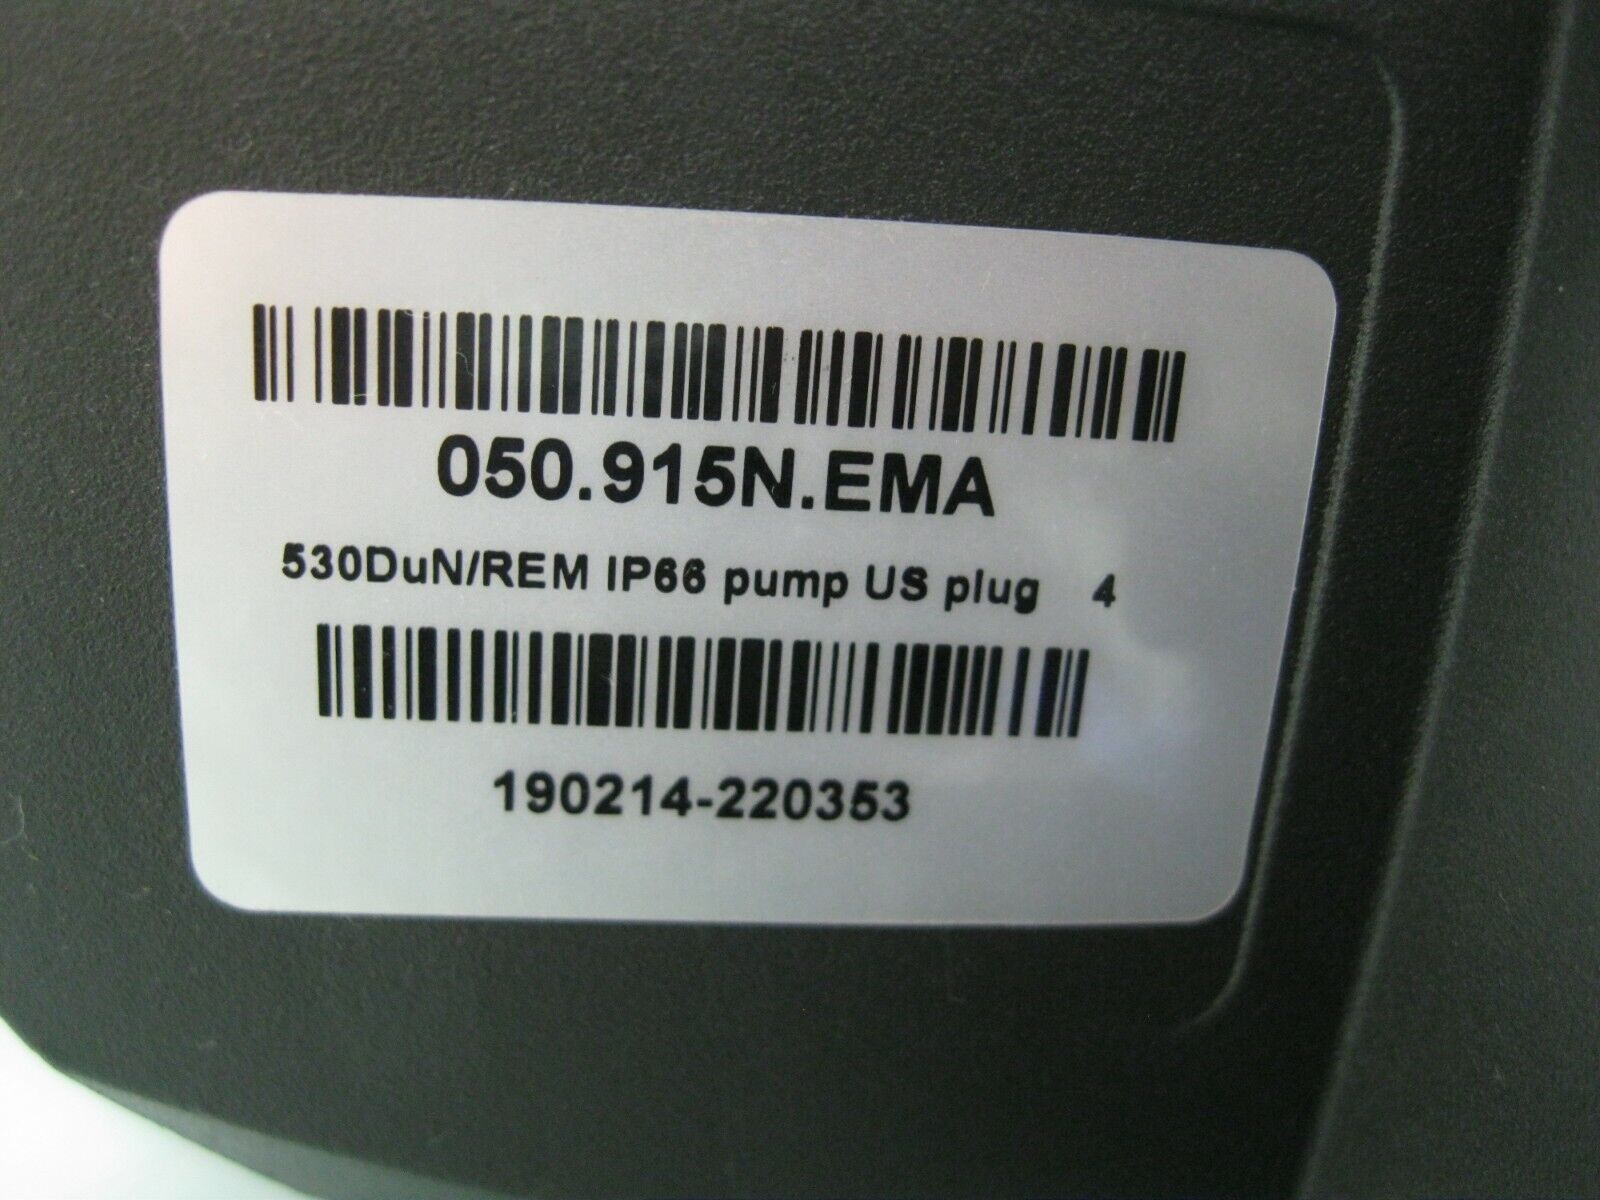 050.915N.EMA
530DuN/REM IP66 pump US plug 4
190214-220353